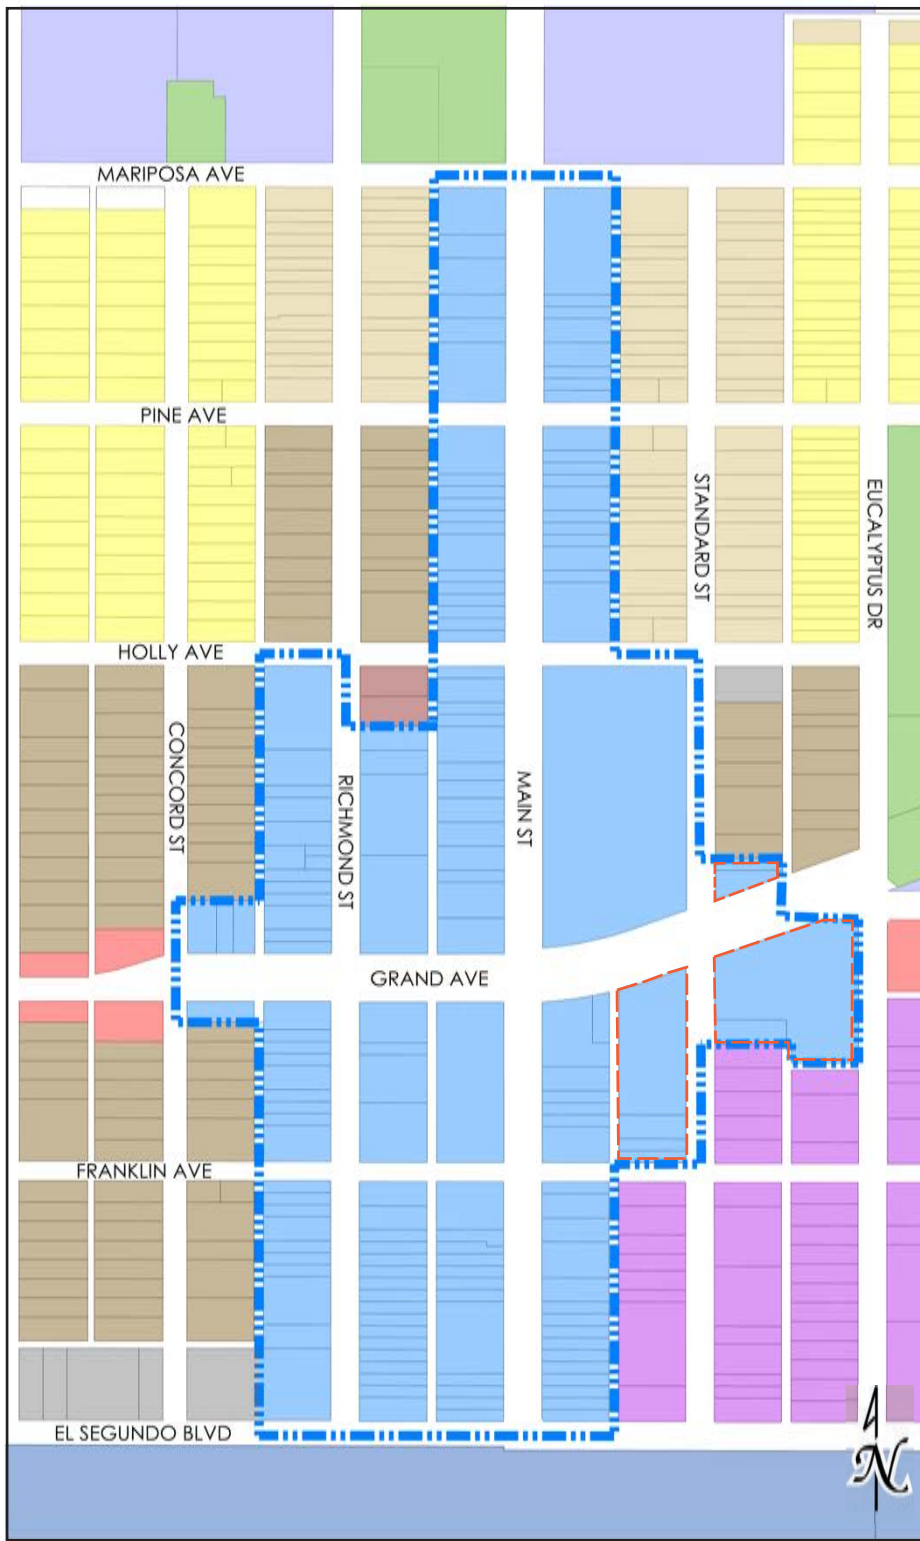 MARIPOSA AVE
PINE AVE
STANDARD ST
EUCALYPTUS DR
HOLLY AVE
CONCORD ST
RICHMOND ST
MAIN ST
GRAND AVE
FRANKLIN AVE
EL SEGUNDO BLVD
N